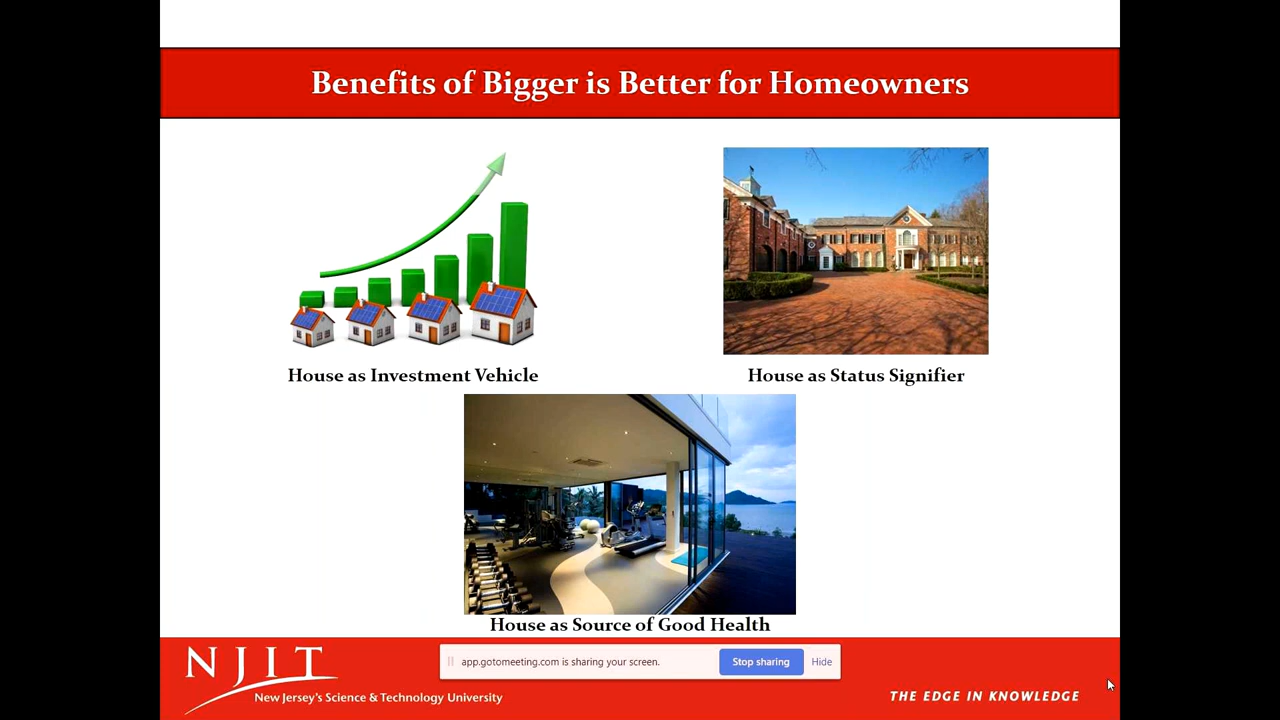 Benefits of Bigger is Better for Homeowners
House as Investment Vehicle
House as Status Signifier
House as Source of Good Health
NJIT
New Jersey's Science & Technology University
app.gotomeeting.com is sharing your screen.
Stop sharing
Hide
THE EDGE IN KNOWLEDGE